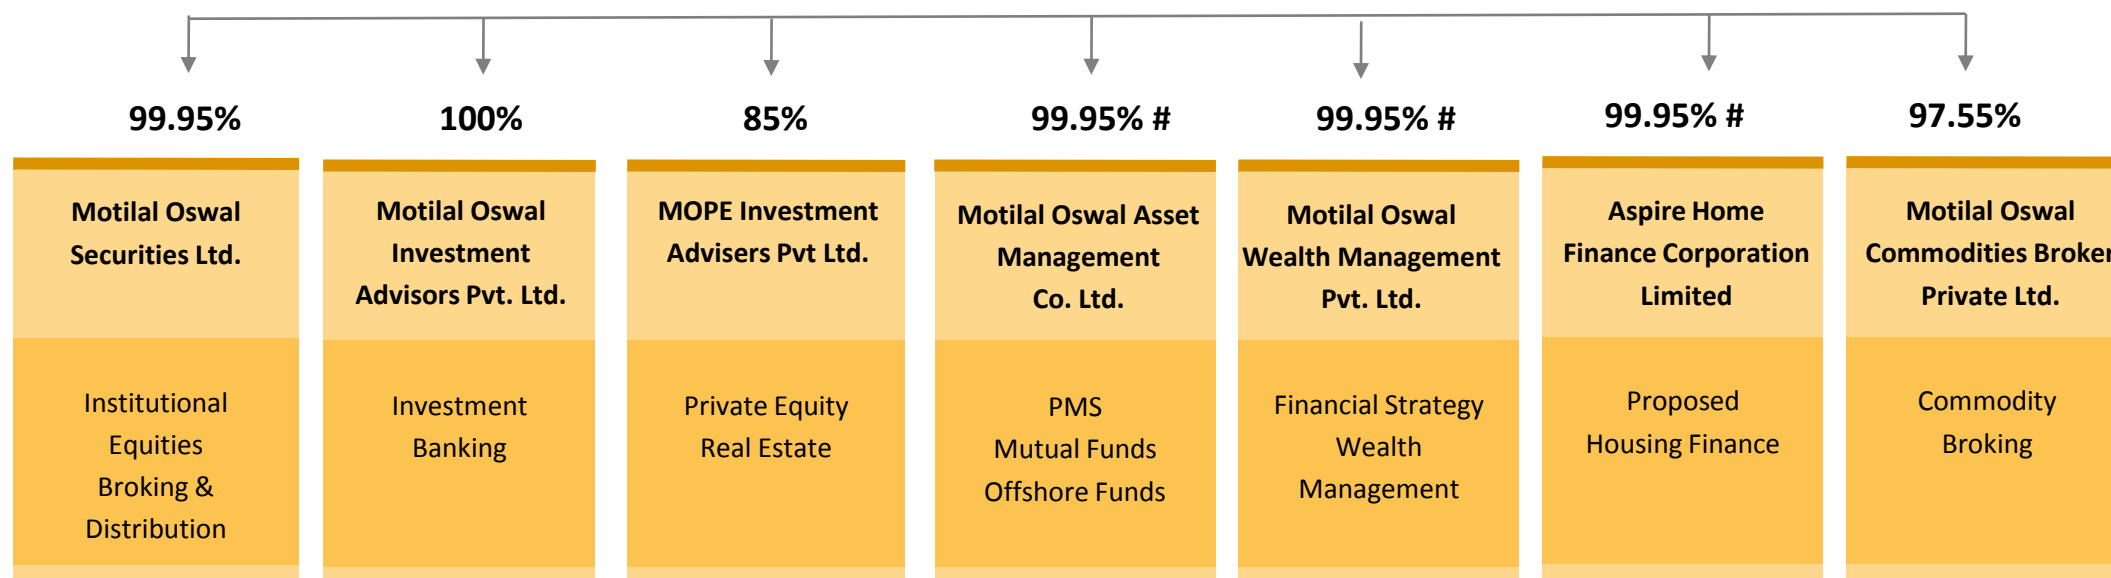 99.95%
100%
85%
99.95% #
99.95% #
99.95% #
97.55%
Motilal Oswal
Securities Ltd.
Motilal Oswal
Investment
Advisors Pvt. Ltd.
MOPE Investment
Advisers Pvt Ltd.
Motilal Oswal Asset
Management
Co. Ltd.
Motilal Oswal
Wealth Management
Pvt. Ltd.
Aspire Home
Finance Corporation
Limited
Motilal Oswal
Commodities Broker
Private Ltd.
Institutional
Equities
Broking &
Distribution
Investment
Banking
Private Equity
Real Estate
PMS
Mutual Funds
Offshore Funds
Financial Strategy
Wealth
Management
Proposed
Housing Finance
Commodity
Broking